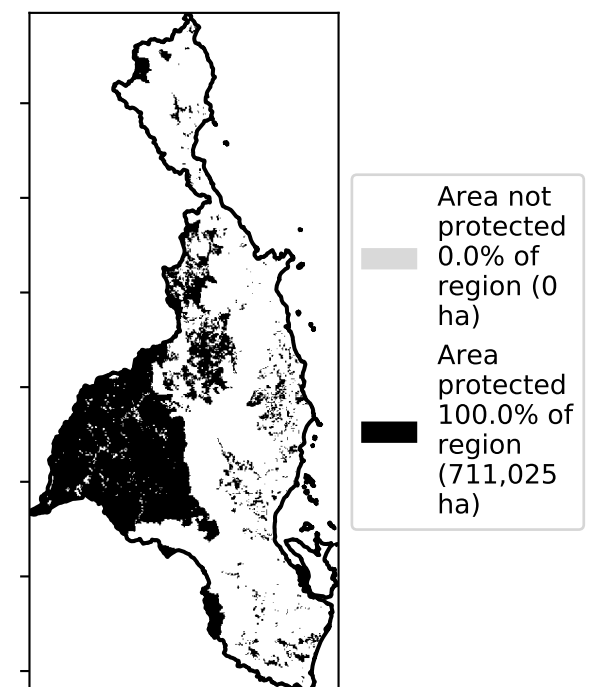 Area not
protected
0.0% of
region (0
ha)
Area
protected
100.0% of
region
(711,025
ha)